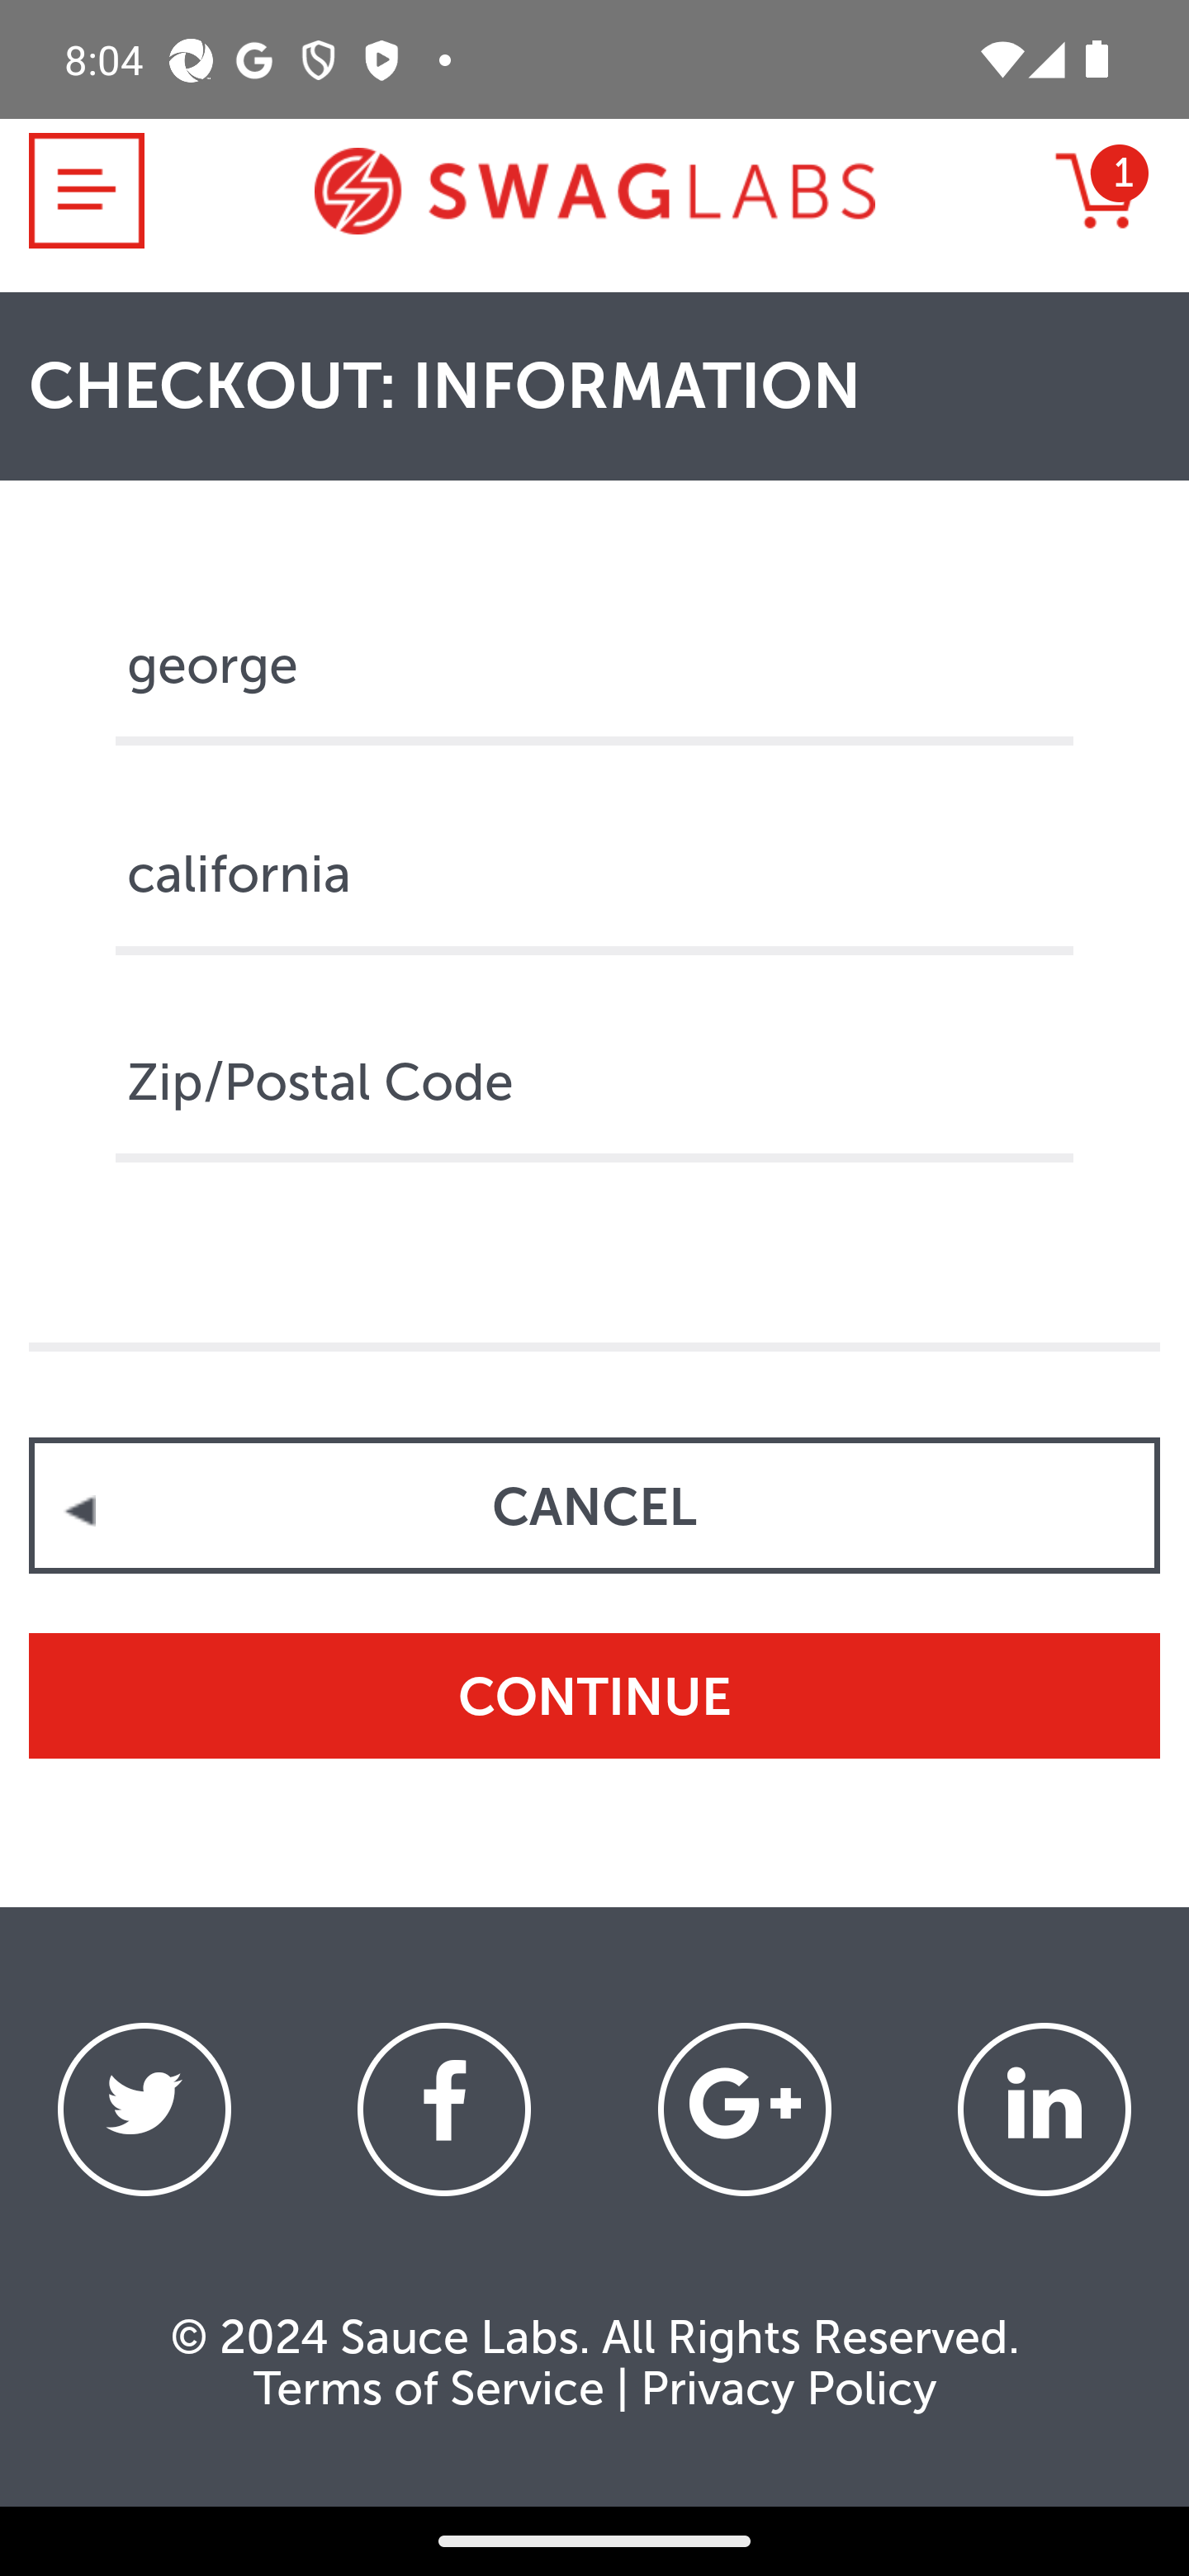 8:04
SWAGLABS
1
CHECKOUT: INFORMATION
george
california
Zip/Postal Code
CANCEL
CONTINUE
© 2024 Sauce Labs. All Rights Reserved.
Terms of Service | Privacy Policy